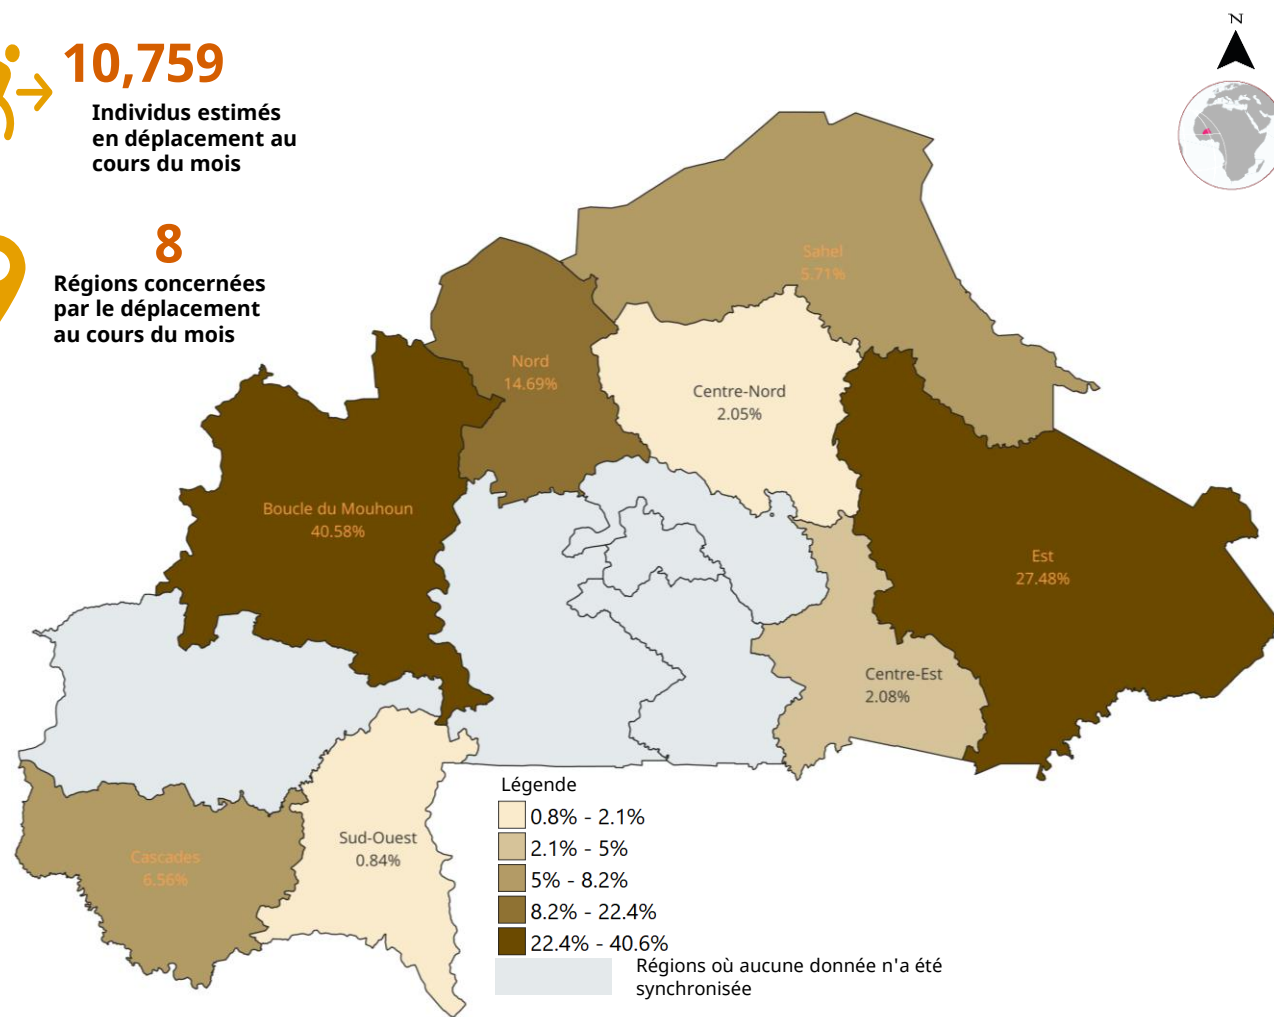 10,759
Individus estimés
en déplacement au
cours du mois
8
Régions concernées
par le déplacement
au cours du mois
N
Sahel
5.71%
Nord
14.69%
Centre-Nord
2.05%
Boucle du Mouhoun
40.58%
Est
27.48%
Centre-Est
2.08%
Sud-Ouest
0.84%
Cascades
6.56%
Légende
0.8% - 2.1%
2.1% - 5%
5% - 8.2%
8.2% - 22.4%
22.4% - 40.6%
Régions où aucune donnée n'a été
synchronisée